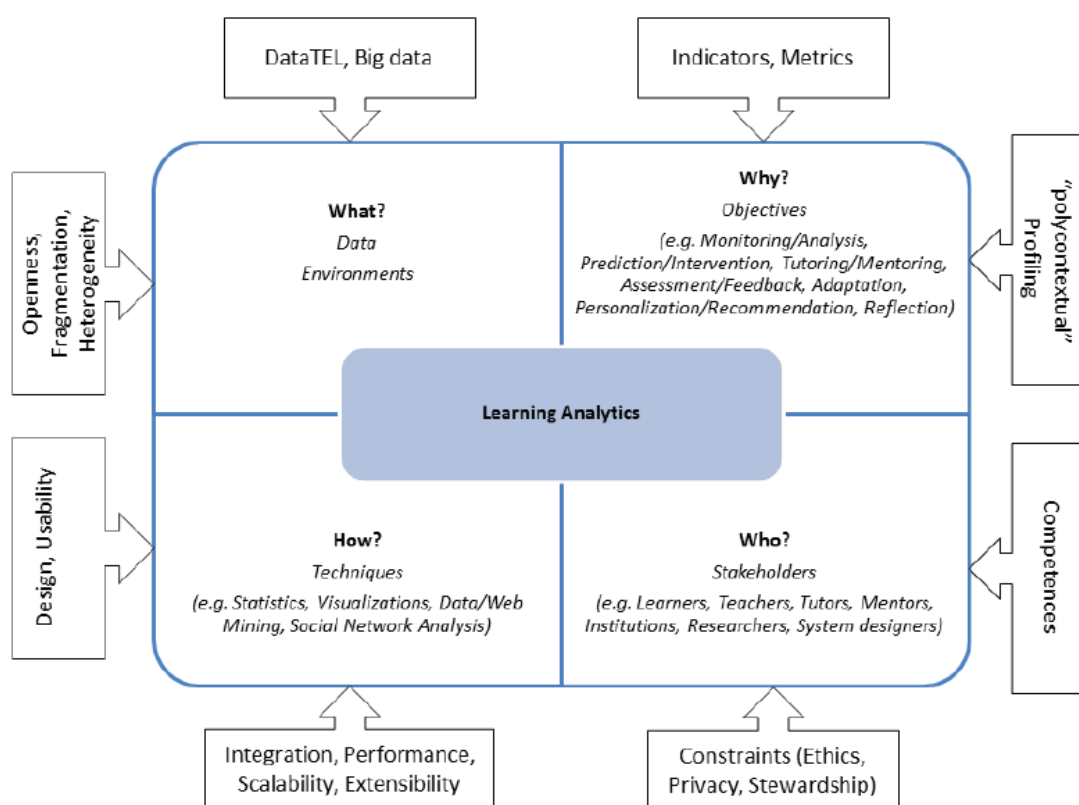 DataTEL, Big data
Indicators, Metrics
Openness,
Fragmentation,
Heterogeneity
What?
Data
Environments
Why?
Objectives
(e.g. Monitoring/Analysis,
Prediction/Intervention, Tutoring/Mentoring,
Assessment/Feedback, Adaptation,
Personalization/Recommendation, Reflection)
“polycontextual”
Profiling
Learning Analytics
Design, Usability
How?
Techniques
(e.g. Statistics, Visualizations, Data/Web
Mining, Social Network Analysis)
Who?
Stakeholders
(e.g. Learners, Teachers, Tutors, Mentors,
Institutions, Researchers, System designers)
Competences
Integration, Performance,
Scalability, Extensibility
Constraints (Ethics,
Privacy, Stewardship)